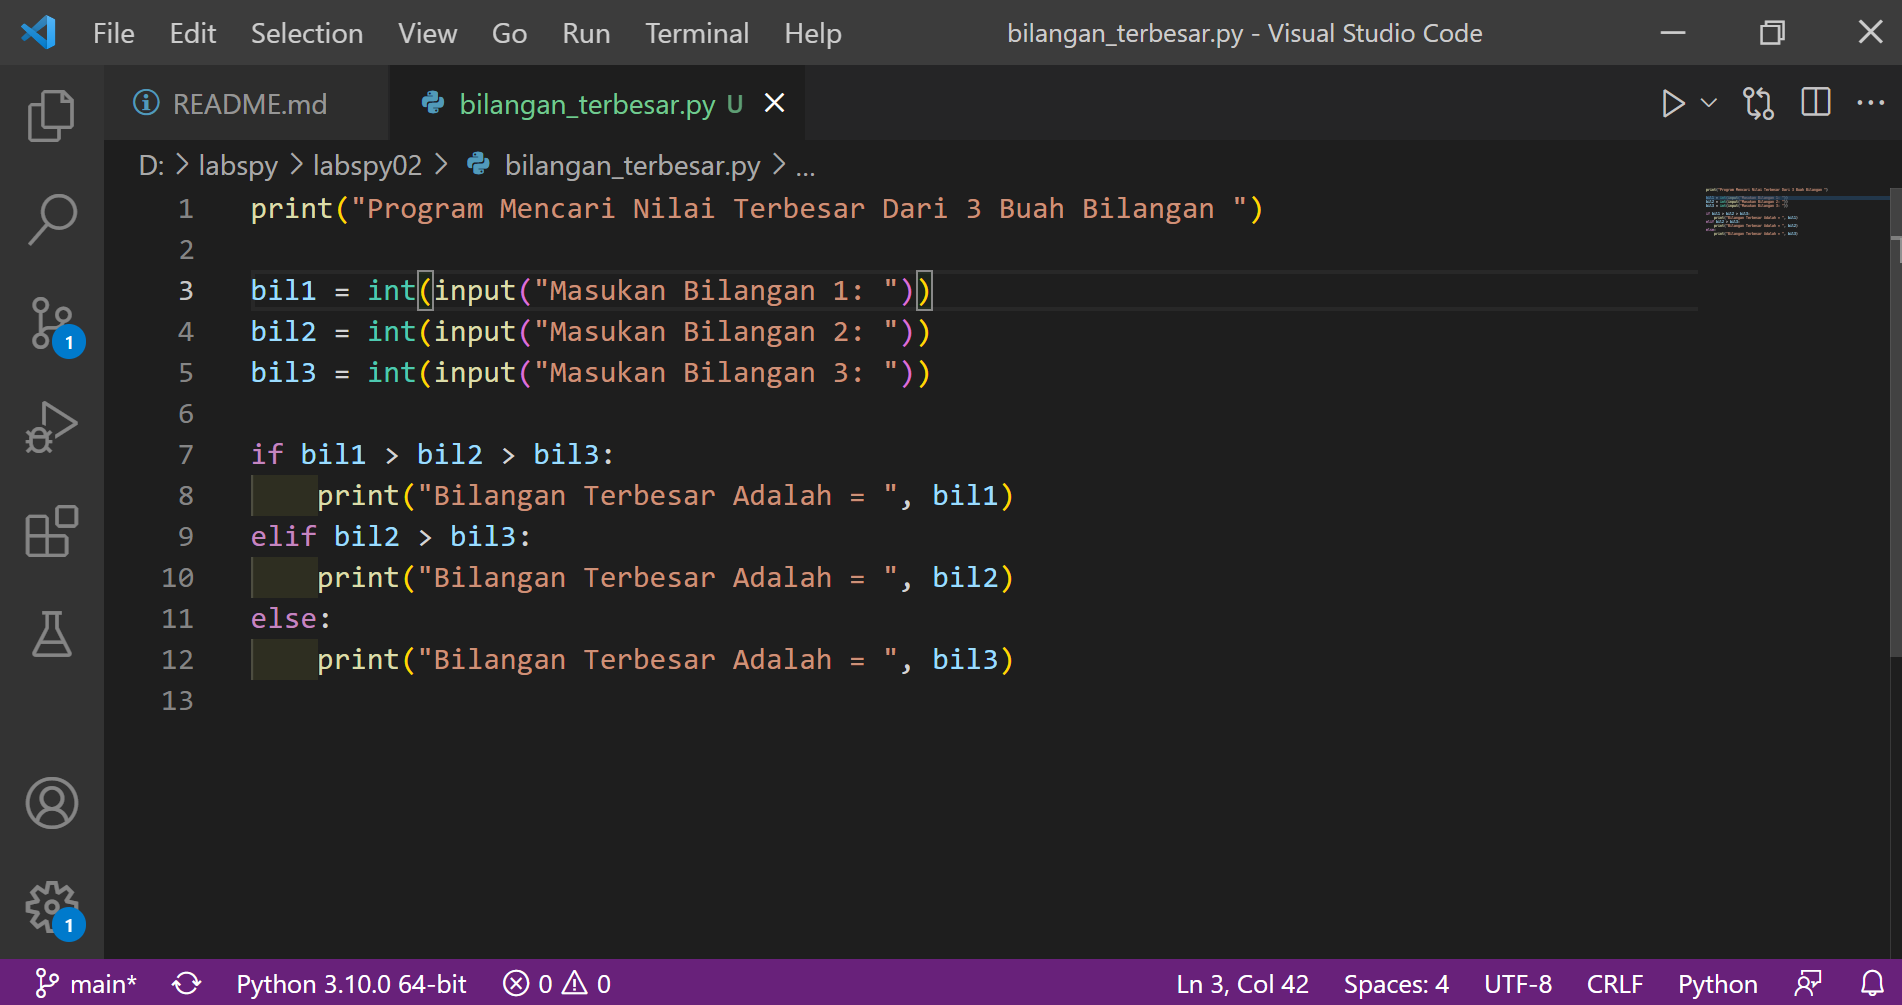 File Edit Selection View Go Run Terminal Help bilangan_terbesar.py - Visual Studio Code
README.md bilangan_terbesar.py U
D: > labspy > labspy02 > bilangan_terbesar.py > ...
1 print("Program Mencari Nilai Terbesar Dari 3 Buah Bilangan ")
2
3 bil1 = int(input("Masukan Bilangan 1: "))
4 bil2 = int(input("Masukan Bilangan 2: "))
5 bil3 = int(input("Masukan Bilangan 3: "))
6
7 if bil1 > bil2 > bil3:
8     print("Bilangan Terbesar Adalah = ", bil1)
9 elif bil2 > bil3:
10     print("Bilangan Terbesar Adalah = ", bil2)
11 else:
12     print("Bilangan Terbesar Adalah = ", bil3)
13
1
1
main* Python 3.10.0 64-bit 0 0 Ln 3, Col 42 Spaces: 4 UTF-8 CRLF Python